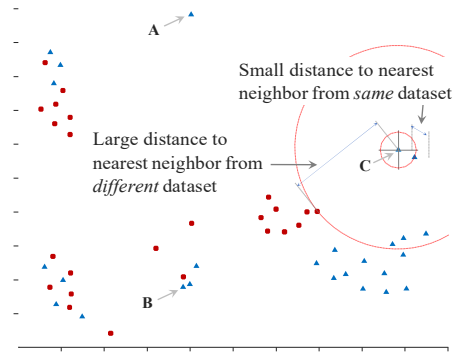 A
Small distance to nearest
neighbor from same dataset
Large distance to
nearest neighbor from
different dataset
C
B